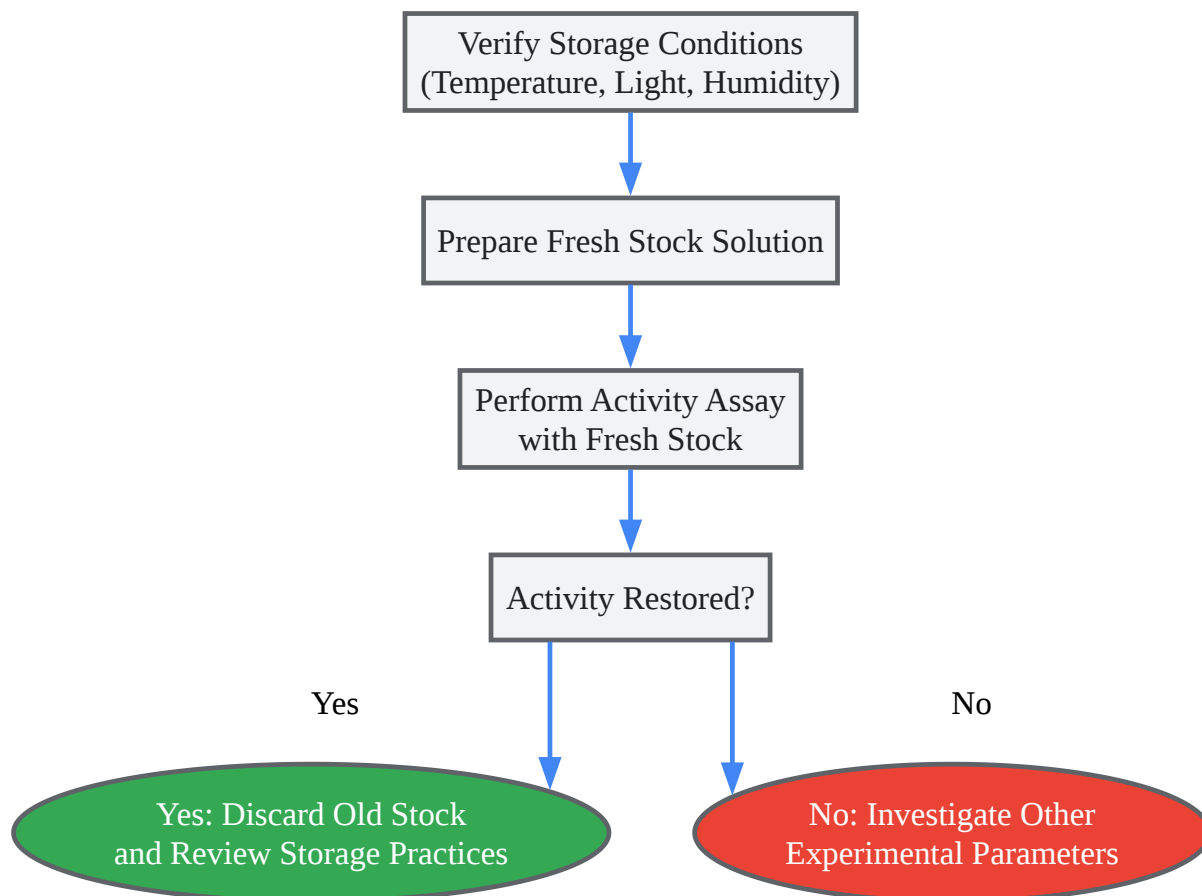 Verify Storage Conditions
(Temperature, Light, Humidity)
Prepare Fresh Stock Solution
Perform Activity Assay
with Fresh Stock
Activity Restored?
Yes
No
Yes: Discard Old Stock
and Review Storage Practices
No: Investigate Other
Experimental Parameters